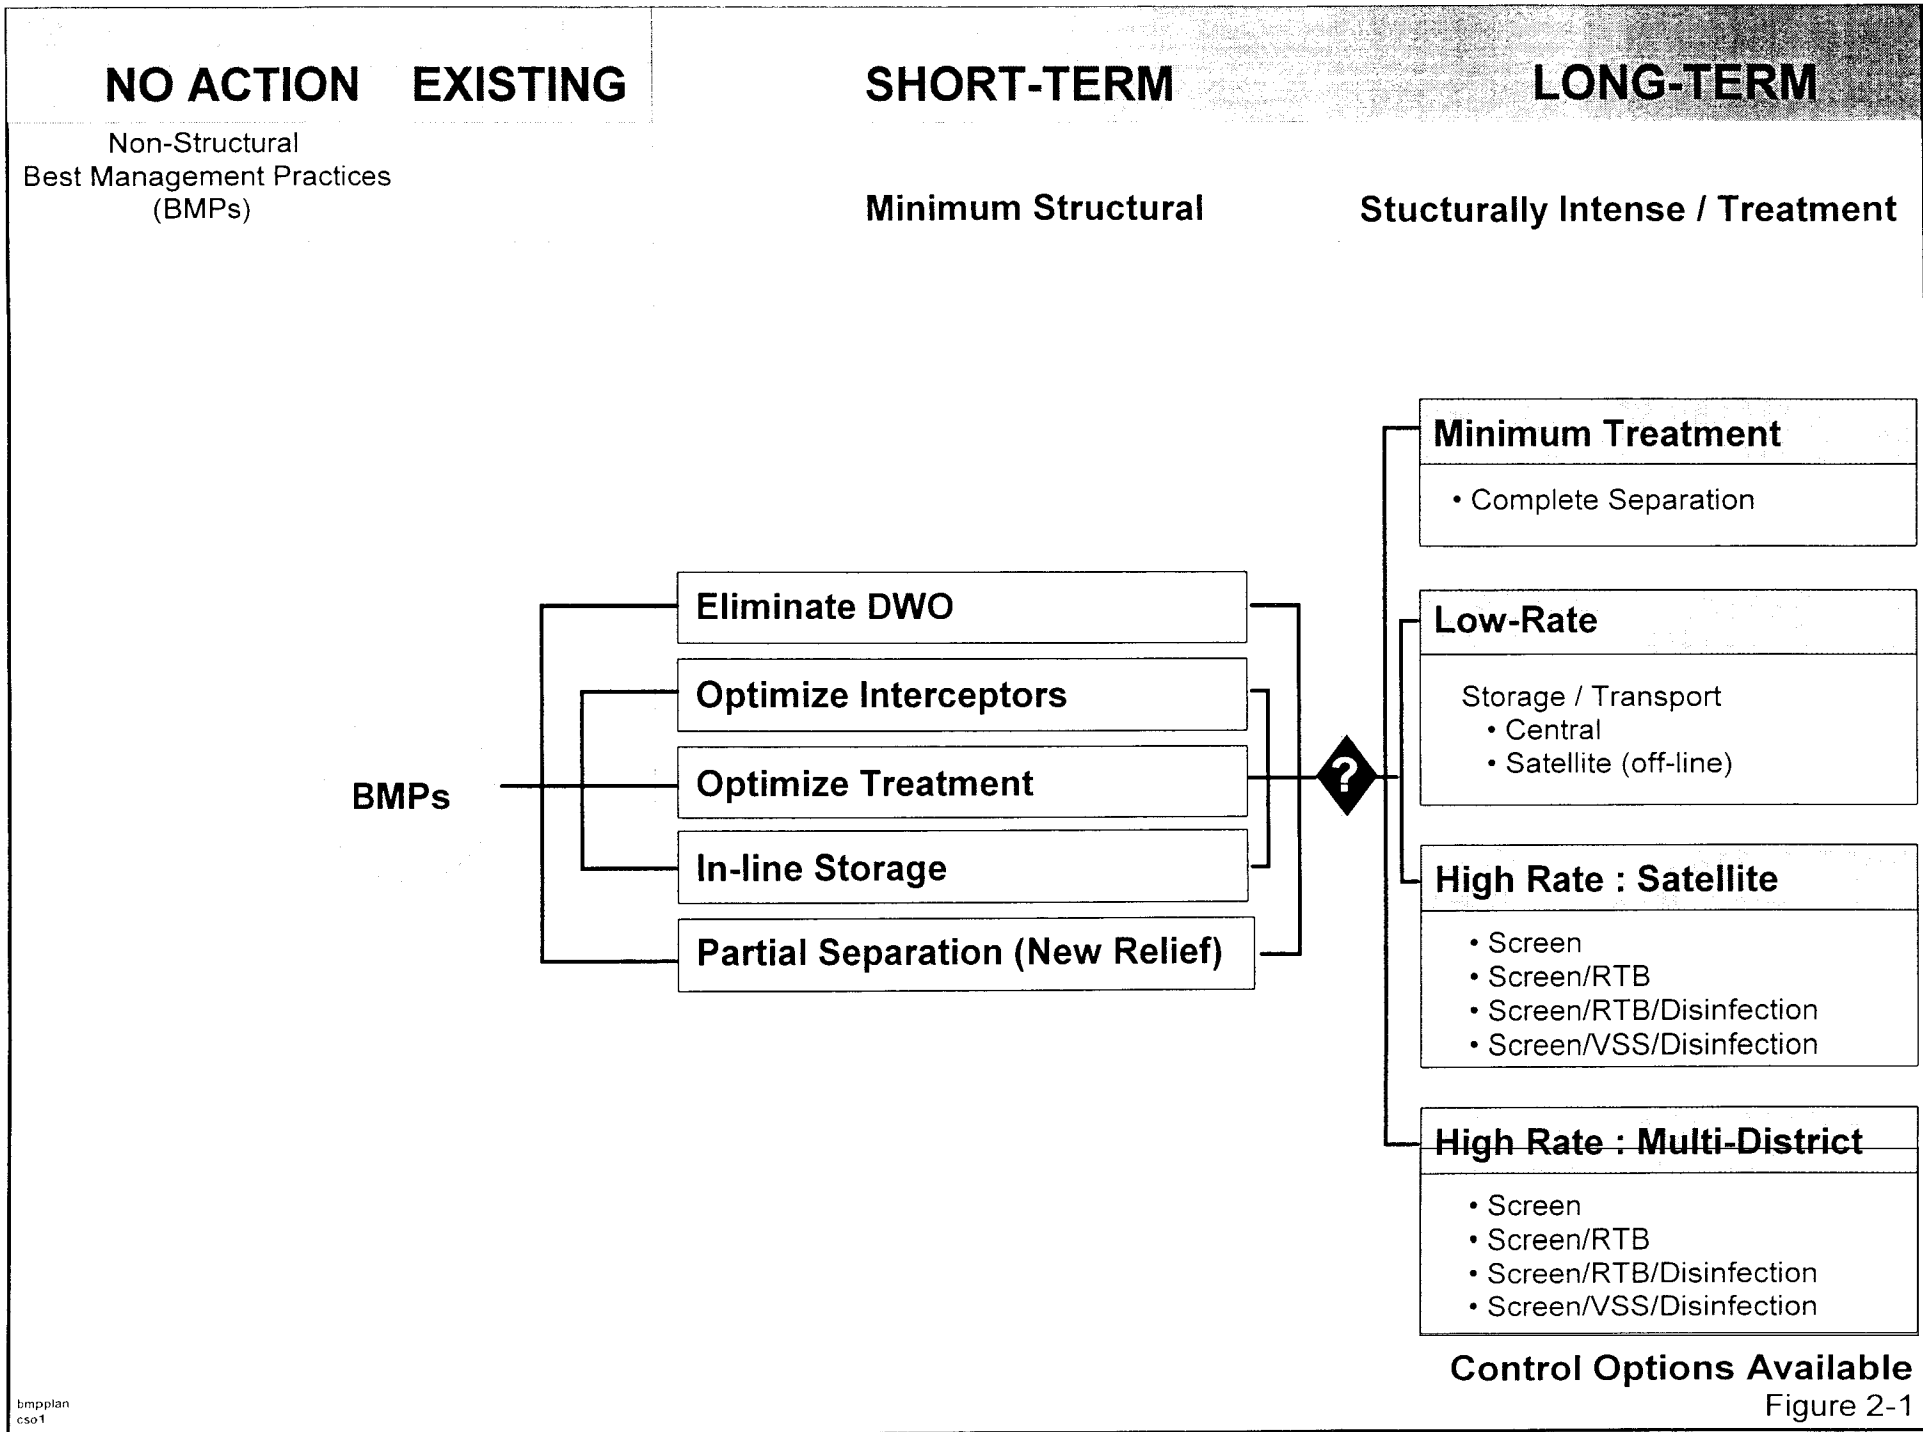 NO ACTION EXISTING SHORT-TERM LONG-TERM
Non-Structural
Best Management Practices
(BMPs)
Minimum Structural
Stucturally Intense / Treatment
BMPs
Eliminate DWO
Optimize Interceptors
Optimize Treatment
In-line Storage
Partial Separation (New Relief)
?
Minimum Treatment
• Complete Separation
Low-Rate
Storage / Transport
• Central
• Satellite (off-line)
High Rate : Satellite
• Screen
• Screen/RTB
• Screen/RTB/Disinfection
• Screen/VSS/Disinfection
High Rate : Multi-District
• Screen
• Screen/RTB
• Screen/RTB/Disinfection
• Screen/VSS/Disinfection
Control Options Available
Figure 2-1
bmpplan
cso1